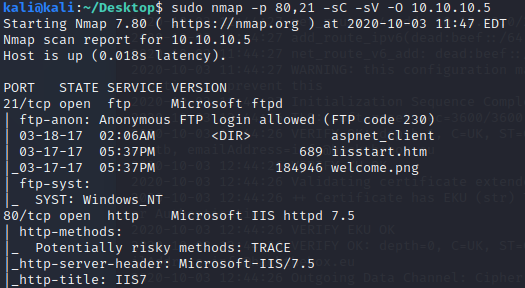 kali@kali:~/Desktop$ sudo nmap -p 80,21 -sC -sV -O 10.10.10.5
Starting Nmap 7.80 ( https://nmap.org ) at 2020-10-03 11:47 EDT
Nmap scan report for 10.10.10.5
Host is up (0.018s latency).
PORT   STATE SERVICE VERSION
21/tcp open  ftp     Microsoft ftpd
| ftp-anon: Anonymous FTP login allowed (FTP code 230)
| 03-18-17  02:06AM       <DIR>          aspnet_client
| 03-17-17  05:37PM                  689 iisstart.htm
|_03-17-17  05:37PM               184946 welcome.png
| ftp-syst:
|_  SYST: Windows_NT
80/tcp open  http    Microsoft IIS httpd 7.5
| http-methods:
|_  Potentially risky methods: TRACE
|_http-server-header: Microsoft-IIS/7.5
|_http-title: IIS7